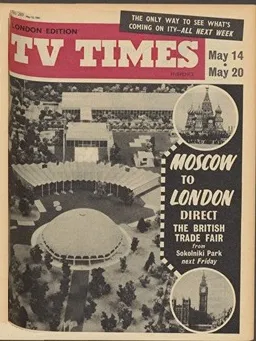 THE ONLY WAY TO SEE WHAT'S
COMING ON ITV—ALL NEXT WEEK
LONDON EDITION
TV TIMES
May 14
May 20
MOSCOW
TO
LONDON
DIRECT
THE BRITISH
TRADE FAIR
from
Sokolniki Park
next Friday